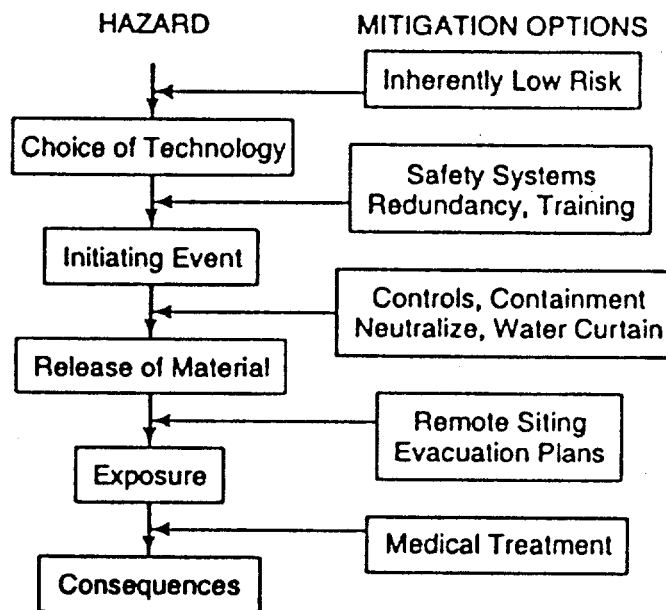 HAZARD
MITIGATION OPTIONS
Inherently Low Risk
Choice of Technology
Safety Systems
Redundancy, Training
Initiating Event
Controls, Containment
Neutralize, Water Curtain
Release of Material
Remote Siting
Evacuation Plans
Exposure
Medical Treatment
Consequences